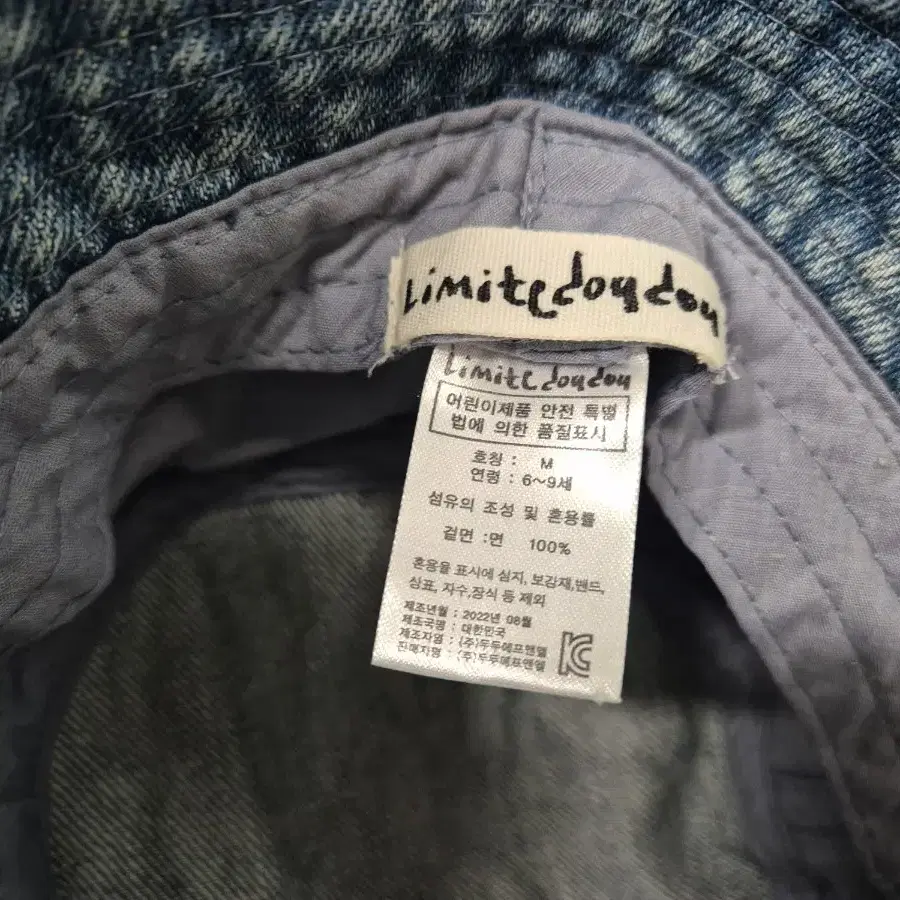 Limitedoudou
Limitedoudou
어린이제품 안전 특별
법에 의한 품질표시
호칭 : M
연령 : 6~9세
섬유의 조성 및 혼용률
겉면 :면 100%
혼용율 표시에 심지, 보강재,밴드,
상표, 자수,장식 등 제외
제조년월 : 2022년 08월
제조국명 : 대한민국
제조자명 : (주)두두에프앤엘
판매자명 : (주)두두에프앤엘